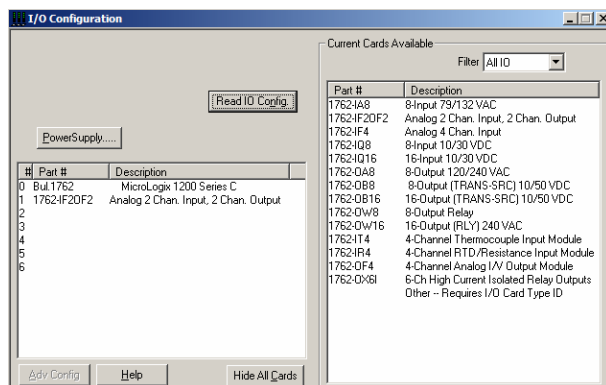 I/O Configuration
Current Cards Available
Filter All IO
Read IO Config.
PowerSupply.....
# Part # Description
0 Bul.1762 MicroLogix 1200 Series C
1 1762-IF2OF2 Analog 2 Chan. Input, 2 Chan. Output
2
3
4
5
6
Adv Config Help Hide All Cards
Part # Description
1762-IA8 8-Input 79/132 VAC
1762-IF2OF2 Analog 2 Chan. Input, 2 Chan. Output
1762-IF4 Analog 4 Chan. Input
1762-IQ8 8-Input 10/30 VDC
1762-IQ16 16-Input 10/30 VDC
1762-OA8 8-Output 120/240 VAC
1762-OB8 8-Output (TRANS-SRC) 10/50 VDC
1762-OB16 16-Output (TRANS-SRC) 10/50 VDC
1762-OW8 8-Output Relay
1762-OW16 16-Output (RLY) 240 VAC
1762-IT4 4-Channel Thermocouple Input Module
1762-IR4 4-Channel RTD/Resistance Input Module
1762-OF4 4-Channel Analog I/V Output Module
1762-OX6I 6-Ch High Current Isolated Relay Outputs
Other -- Requires I/O Card Type ID